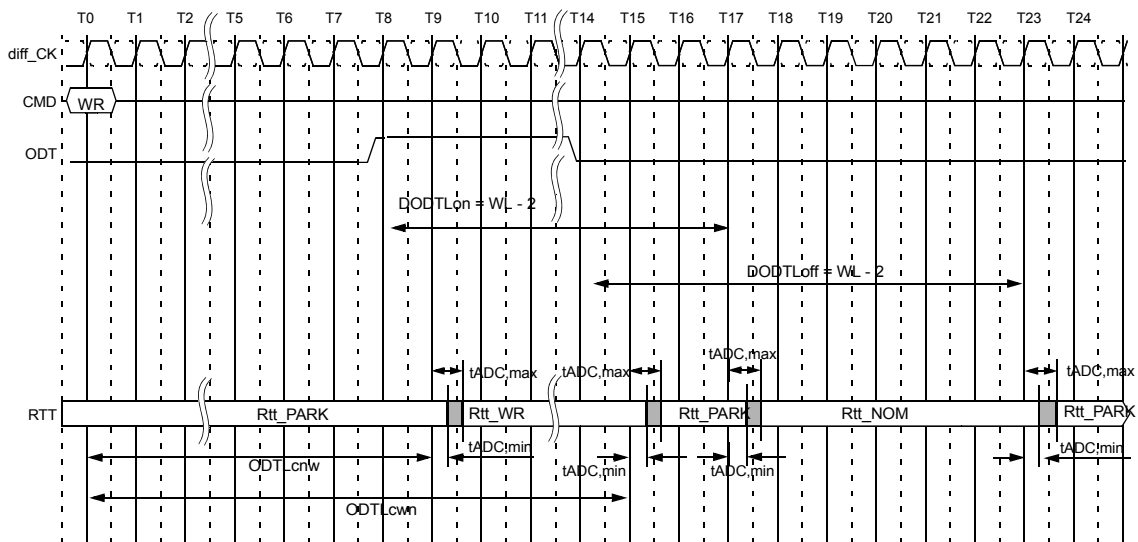 T0 T1 T2 T5 T6 T7 T8 T9 T10 T11 T14 T15 T16 T17 T18 T19 T20 T21 T22 T23 T24
diff_CK
CMD WR
ODT
DODTLon = WL - 2
DODTLoff = WL - 2
tADC,max tADC,max tADC,max tADC,max
RTT Rtt_PARK Rtt_WR Rtt_PARK Rtt_NOM Rtt_PARK
tADC,min tADC,min tADC,min tADC,min
ODTLcnw
ODTLcwn